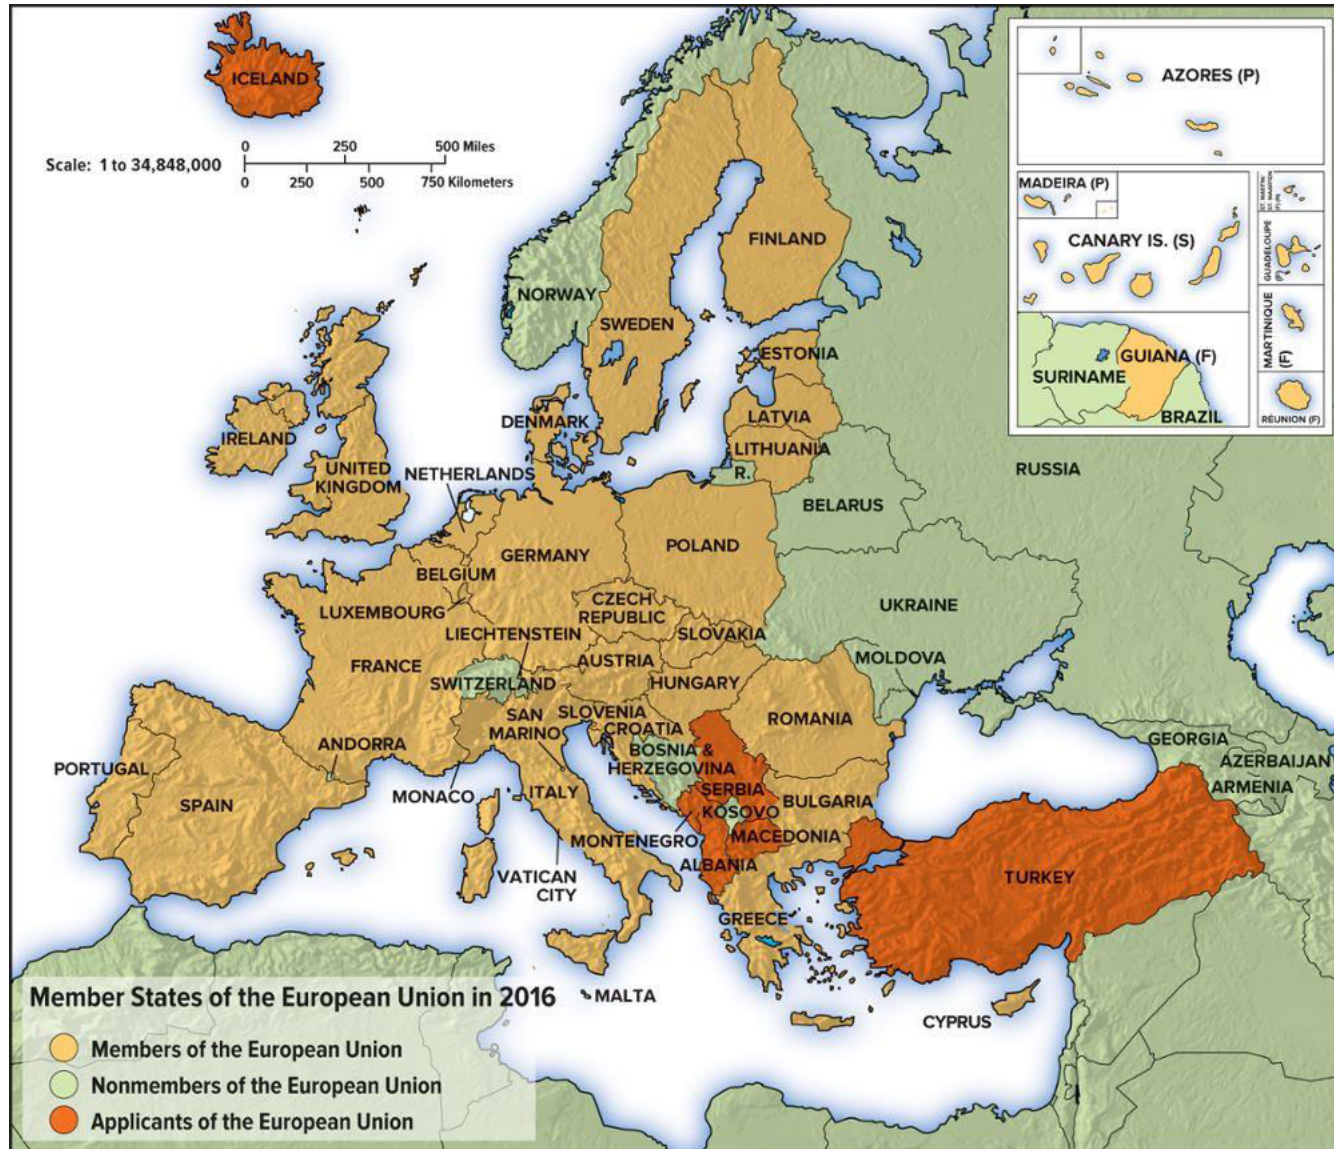 ICELAND
0 250 500 Miles
Scale: 1 to 34,848,000
0 250 500 750 Kilometers
AZORES (P)
MADEIRA (P)
CANARY IS. (S)
GUADELOUPE
(F)
MARTINIQUE
(F)
GUIANA (F)
SURINAME
BRAZIL
RÉUNION (F)
FINLAND
NORWAY
SWEDEN
ESTONIA
LATVIA
DENMARK
LITHUANIA
IRELAND
UNITED
KINGDOM
NETHERLANDS
R.
RUSSIA
BELARUS
GERMANY
POLAND
BELGIUM
CZECH
REPUBLIC
UKRAINE
LUXEMBOURG
LIECHTENSTEIN
SLOVAKIA
FRANCE
AUSTRIA
MOLDOVA
SWITZERLAND
HUNGARY
SAN
MARINO
SLOVENIA
CROATIA
ROMANIA
ANDORRA
BOSNIA &
HERZEGOVINA
GEORGIA
AZERBAIJAN
ARMENIA
PORTUGAL
SPAIN
MONACO
ITALY
SERBIA
BULGARIA
KOSOVO
MONTENEGRO
MACEDONIA
ALBANIA
VATICAN
CITY
TURKEY
GREECE
MALTA
CYPRUS
Member States of the European Union in 2016
Members of the European Union
Nonmembers of the European Union
Applicants of the European Union